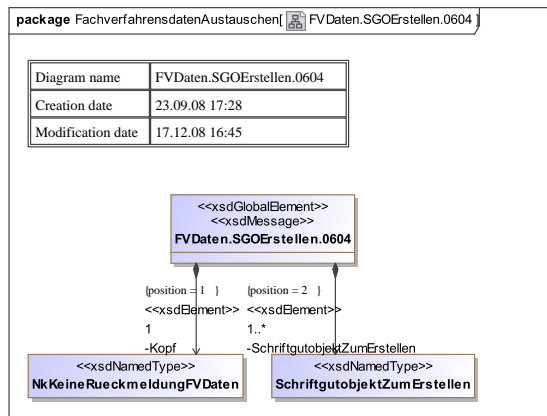 package FachverfahrensdatenAustauschen[ FVDaten.SGOErstellen.0604 ]
Diagram name FVDaten.SGOErstellen.0604
Creation date 23.09.08 17:28
Modification date 17.12.08 16:45
<<xsdGlobalElement>>
<<xsdMessage>>
FVDaten.SGOErstellen.0604
{position = 1 } {position = 2 }
<<xsdElement>> <<xsdElement>>
1 1..*
-Kopf -SchriftgutobjektZumErstellen
<<xsdNamedType>> <<xsdNamedType>>
NkKeineRueckmeldungFVDaten SchriftgutobjektZumErstellen